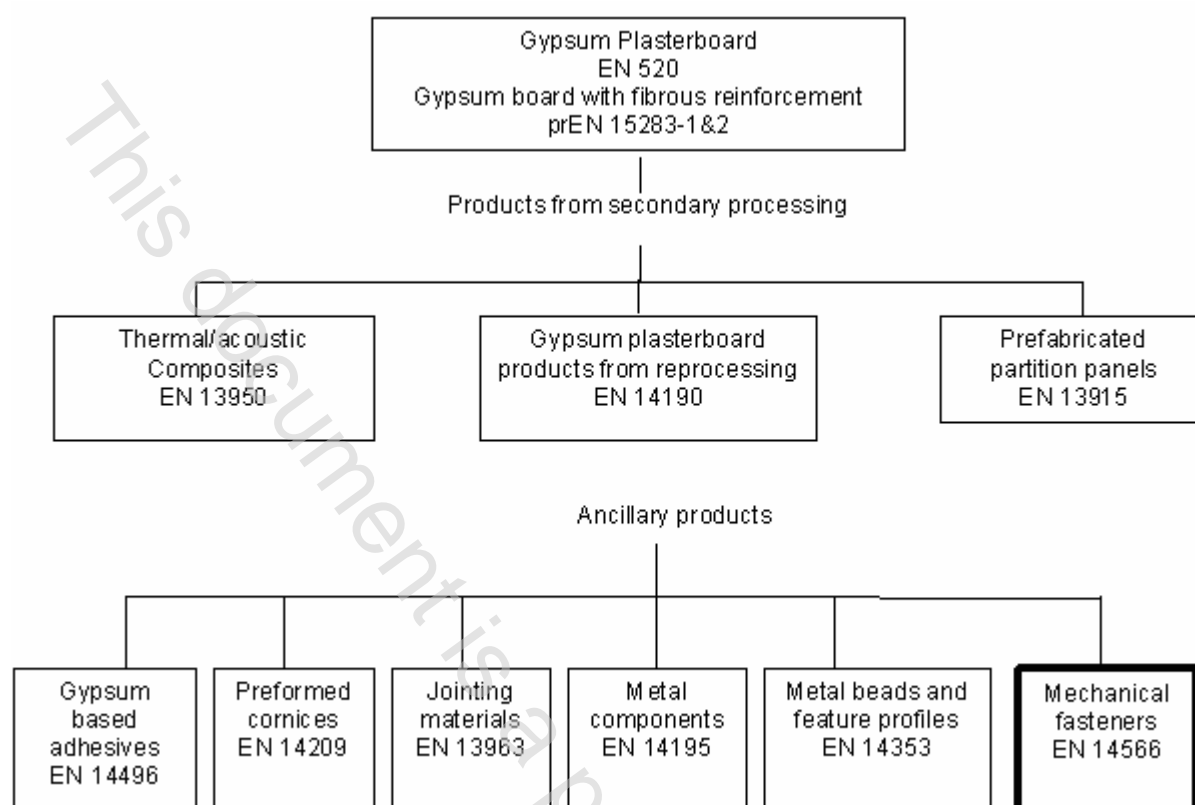 Gypsum Plasterboard
EN 520
Gypsum board with fibrous reinforcement
prEN 15283-1&2
Products from secondary processing
Thermal/acoustic
Composites
EN 13950
Gypsum plasterboard
products from reprocessing
EN 14190
Prefabricated
partition panels
EN 13915
Ancillary products
Gypsum
based
adhesives
EN 14496
Preformed
cornices
EN 14209
Jointing
materials
EN 13963
Metal
components
EN 14195
Metal beads and
feature profiles
EN 14353
Mechanical
fasteners
EN 14566
This document is a